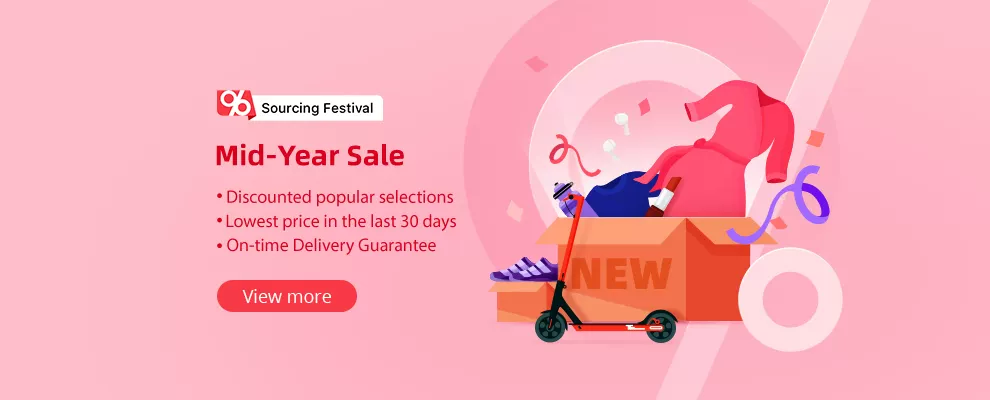 % Sourcing Festival
Mid-Year Sale
• Discounted popular selections
• Lowest price in the last 30 days
• On-time Delivery Guarantee
View more
NEW